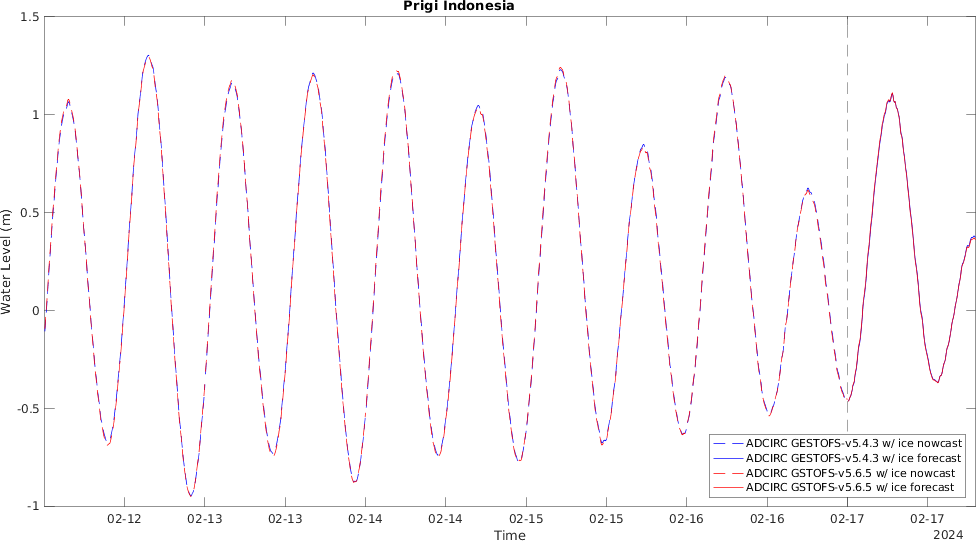 Prigi Indonesia
1.5
1
0.5
0
-0.5
-1
Water Level (m)
02-12
02-13
02-13
02-14
02-14
02-15
02-15
02-16
02-16
02-17
02-17
Time
2024
ADCIRC GESTOFS-v5.4.3 w/ ice nowcast
ADCIRC GESTOFS-v5.4.3 w/ ice forecast
ADCIRC GSTOFS-v5.6.5 w/ ice nowcast
ADCIRC GSTOFS-v5.6.5 w/ ice forecast